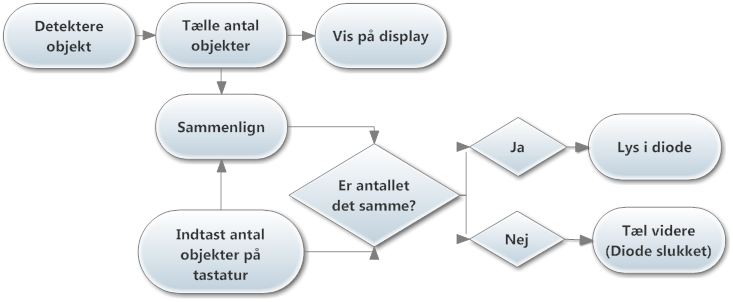 Detektere
objekt
Tælle antal
objekter
Vis på display
Sammenlign
Er antallet
det samme?
Ja
Lys i diode
Indtast antal
objekter på
tastatur
Nej
Tæl videre
(Diode slukket)